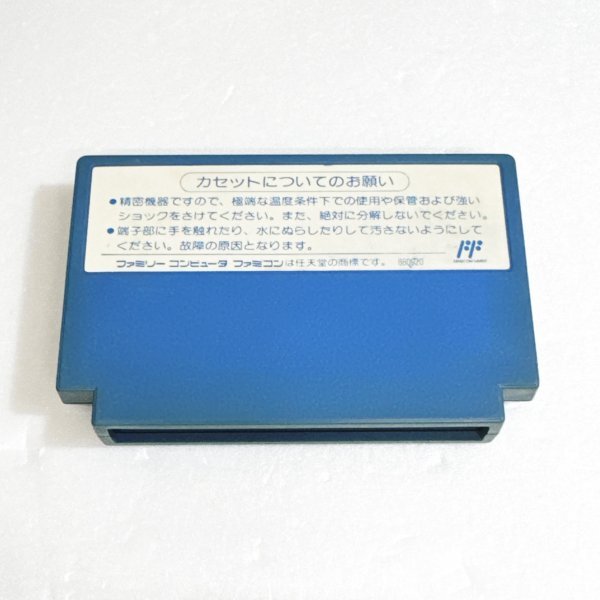 カセットについてのお願い
●精密機器ですので、極端な温度条件下での使用や保管および強い
ショックをさけてください。また、絶対に分解しないでください。
●端子部に手を触れたり、水にぬらしたりして汚さないようにして
ください。故障の原因となります。
ファミリー コンピュータ ファミコンは任天堂の商標です。